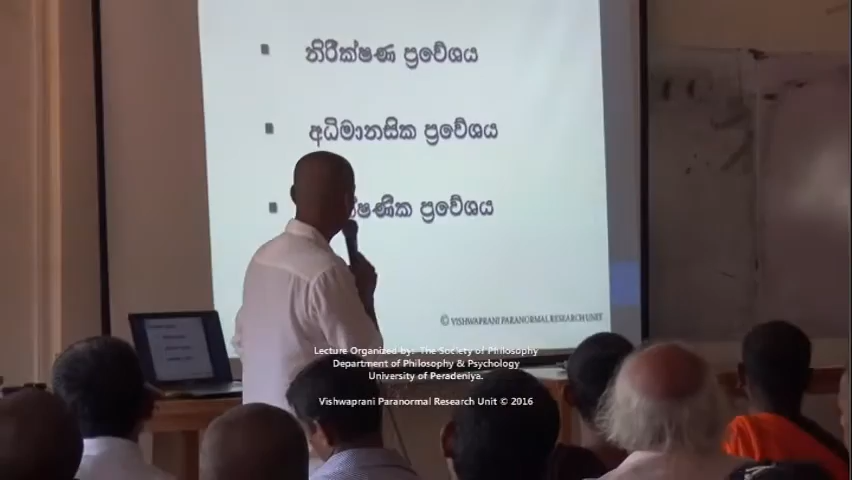 නිරීක්ෂණ ප්‍රවේශය
අධිමානසික ප්‍රවේශය
ප්‍රවේශය
© VISHWAPRANI PARANORMAL RESEARCH UNIT
Lecture Organized by: The Society of Philosophy
Department of Philosophy & Psychology
University of Peradeniya.
Vishwaprani Paranormal Research Unit © 2016